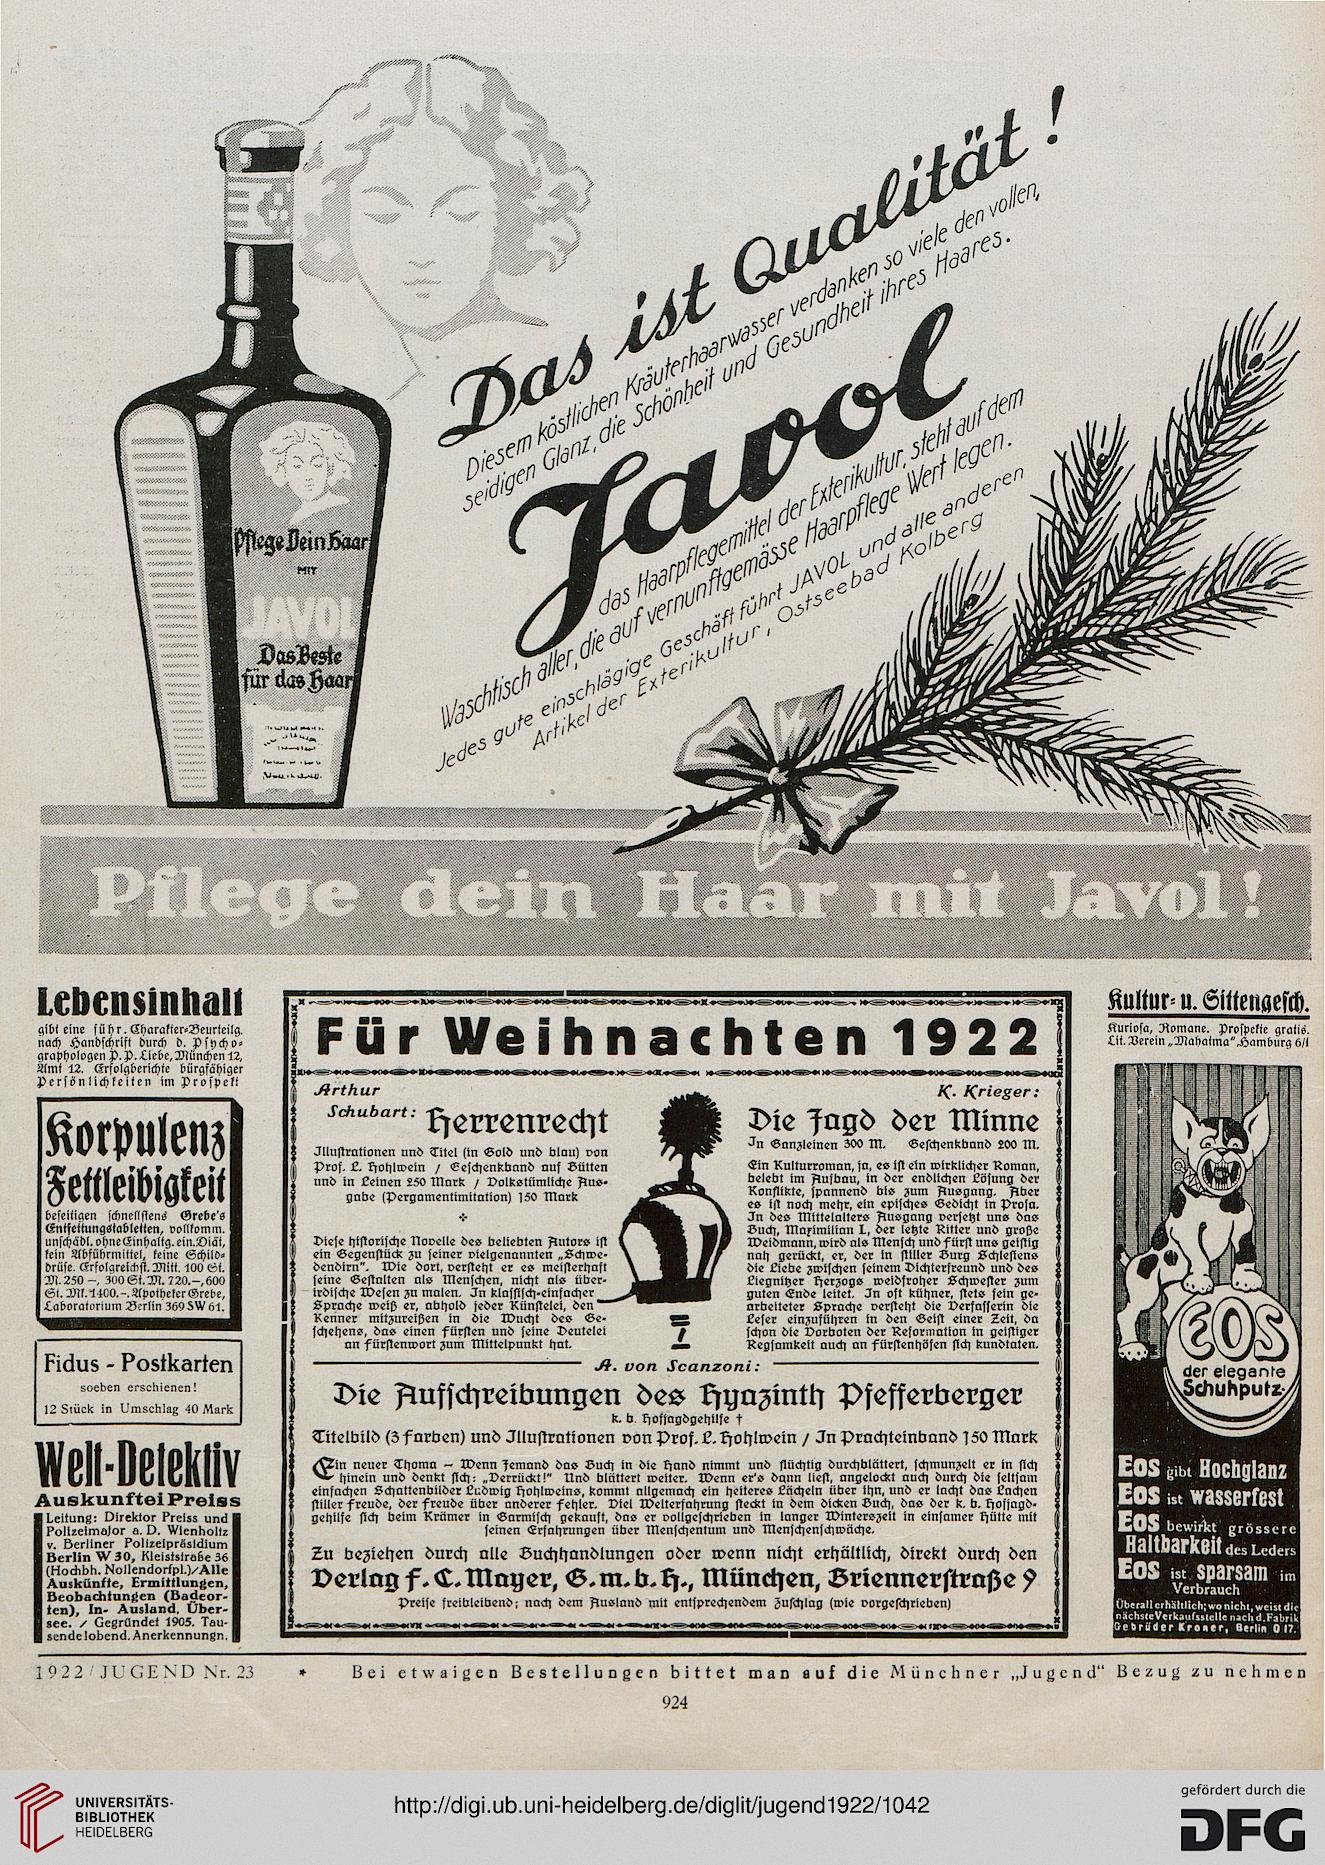 Das ist Qualität!
Diesem köstlichen Kräuterhaarwasser verdanken so viele den vollen,
seidigen Glanz, die Schönheit und Gesundheit ihres Haares.
Javol
das Haarpflegemittel der Exterikultur, steht auf dem
Waschtisch aller, die auf vernunftgemässe Haarpflege Wert legen.
Jedes gute einschlägige Geschäft führt JAVOL und alle anderen
Artikel der Exterikultur, Ostseebad Kolberg
Pflege Dein Haar
MIT
JAVOL
Das Beste
für das Haar
Pflege dein Haar mit Javol!
Lebensinhalt
gibt eine führ. Charakter-Beurteilg.
nach Handschrift durch d. Psycho-
graphologen P. P. Liebe, München 12,
Amt 12. Erfolgberichte bürgfähiger
Persönlichkeiten im Prospekt
Korpulenz
Fettleibigkeit
beseitigen schnellstens Grebe's
Entfettungstabletten, vollkomm.
unschädl. ohne Einhaltg. ein. Diät,
kein Abführmittel, keine Schild-
drüse. Erfolgreichst. Mitt. 100 St.
M. 250 —, 300 St. M. 720.—, 600
St. M. 1400.—. Apotheker Grebe,
Laboratorium Berlin 369 SW 61.
Fidus - Postkarten
soeben erschienen!
12 Stück in Umschlag 40 Mark
Welt-Detektiv
Auskunftei Preiss
Leitung: Direktor Preiss und
Polizeimajor a. D. Wienholtz
v. Berliner Polizeipräsidium
Berlin W 30, Kleiststraße 36
(Hochbh. Nollendorfpl.) / Alle
Auskünfte, Ermittlungen,
Beobachtungen (Badeor-
ten), In- Ausland, Über-
see. / Gegründet 1905. Tau-
sende lobend. Anerkennungn.
Für Weihnachten 1922
Arthur
Schubart: Herrenrecht
Illustrationen und Titel (in Gold und blau) von
Prof. L. Hohlwein / Geschenkband auf Bütten
und in Leinen 250 Mark / Volkstümliche Aus-
gabe (Pergamentimitation) 150 Mark
Diese historische Novelle des beliebten Autors ist
ein Gegenstück zu seiner vielgenannten „Schwe-
dendirn". Wie dort, versteht er es meisterhaft
seine Gestalten als Menschen, nicht als über-
irdische Wesen zu malen. In klassisch-einfacher
Sprache weiß er, abhold jeder Künstelei, den
Kenner mitzureißen in die Wucht des Ge-
schehens, das einen Fürsten und seine Deutelei
an Fürstenwort zum Mittelpunkt hat.
K. Krieger:
Die Jagd der Minne
In Ganzleinen 300 M. Geschenkband 200 M.
Ein Kulturroman, ja, es ist ein wirklicher Roman,
belebt im Aufbau, in der endlichen Lösung der
Konflikte, spannend bis zum Ausgang. Aber
es ist noch mehr, ein episches Gedicht in Prosa.
In des Mittelalters Ausgang versetzt uns das
Buch, Maximilian I., der letzte Ritter und große
Weidmann, wird als Mensch und Fürst uns geistig
nah gerückt, er, der in stiller Burg Schlesiens
die Liebe zwischen seinem Dichterfreund und des
Liegnitzer Herzogs weidfroher Schwester zum
guten Ende leitet. In oft kühner, stets fein ge-
arbeiteter Sprache versteht die Verfasserin die
Leser einzuführen in den Geist einer Zeit, da
schon die Vorboten der Reformation in geistiger
Regsamkeit auch an Fürstenhöfen sich kundtaten.
A. von Scanzoni:
Die Aufschreibungen des Hyazinth Pfefferberger
k. b. Hofjagdgehilfe †
Titelbild (3 Farben) und Illustrationen von Prof. L. Hohlwein / In Prachteinband 150 Mark
Ein neuer Thoma — Wenn Jemand das Buch in die Hand nimmt und flüchtig durchblättert, schmunzelt er in sich
hinein und denkt sich: „Verrückt!" Und blättert weiter. Wenn er's dann liest, angelockt auch durch die seltsam
einfachen Schattenbilder Ludwig Hohlweins, kommt allgemach ein heiteres Lächeln über ihn, und er lacht das Lachen
stiller Freude, der Freude über anderer Fehler. Viel Welterfahrung steckt in dem dicken Buch, das der k. b. Hofjagd-
gehilfe sich beim Krämer in Garmisch gekauft, das er vollgeschrieben in langer Winterszeit in einsamer Hütte mit
seinen Erfahrungen über Menschentum und Menschenschwäche.
Zu beziehen durch alle Buchhandlungen oder wenn nicht erhältlich, direkt durch den
Verlag F. C. Mayer, G. m. b. H., München, Briennerstraße 9
Preise freibleibend; nach dem Ausland mit entsprechendem Zuschlag (wie vorgeschrieben)
Kultur- u. Sittengesch.
Kuriosa, Romane. Prospekte gratis.
Lit. Verein „Mahatma", Hamburg 6/I
EOS
der elegante
Schuhputz.
EOS gibt Hochglanz
EOS ist wasserfest
EOS bewirkt grössere
Haltbarkeit des Leders
EOS ist sparsam im
Verbrauch
Überall erhältlich; wo nicht, weist die
nächste Verkaufsstelle nach d. Fabrik
Gebrüder Kroner, Berlin O 17.
1922 / JUGEND Nr. 23 * Bei etwaigen Bestellungen bittet man auf die Münchner „Jugend" Bezug zu nehmen
924
UNIVERSITÄTS-
BIBLIOTHEK
HEIDELBERG
http://digi.ub.uni-heidelberg.de/diglit/jugend1922/1042
gefördert durch die
DFG